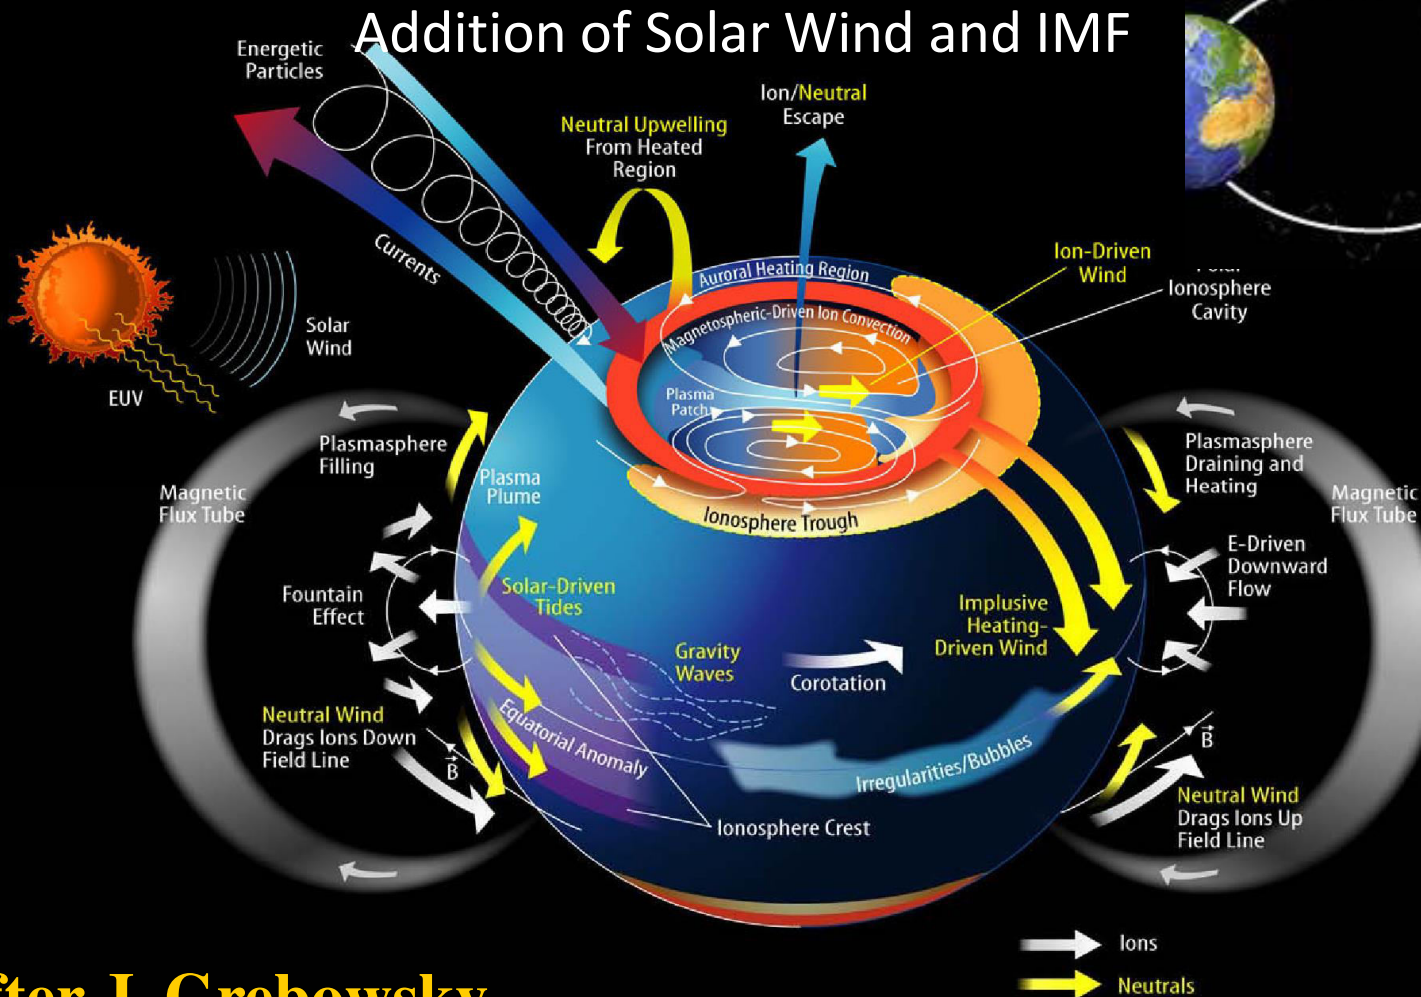 Addition of Solar Wind and IMF
Energetic
Particles
Ion/Neutral
Escape
Neutral Upwelling
From Heated
Region
Currents
Auroral Heating Region
Magnetospheric-Driven Ion Convection
Ion-Driven
Wind
Polar
Ionosphere
Cavity
Solar
Wind
EUV
Plasma
Patch
Plasmasphere
Filling
Plasma
Plume
Magnetic
Flux Tube
Ionosphere Trough
Plasmasphere
Draining and
Heating
Magnetic
Flux Tube
Fountain
Effect
Solar-Driven
Tides
E-Driven
Downward
Flow
Implusive
Heating-
Driven Wind
Gravity
Waves
Corotation
Neutral Wind
Drags Ions Down
Field Line
B
Equatorial Anomaly
Irregularities/Bubbles
B
Neutral Wind
Drags Ions Up
Field Line
Ionosphere Crest
Ions
Neutrals
fter J. Grebowsky